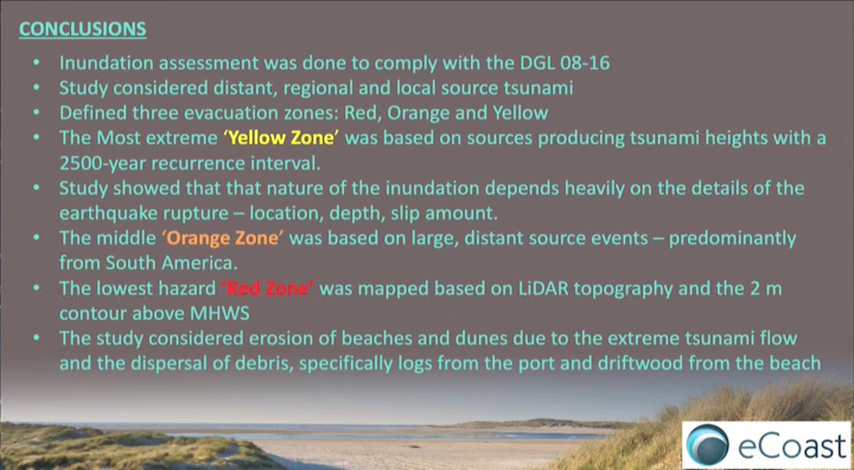 CONCLUSIONS
• Inundation assessment was done to comply with the DGL 08-16
• Study considered distant, regional and local source tsunami
• Defined three evacuation zones: Red, Orange and Yellow
• The Most extreme ‘Yellow Zone’ was based on sources producing tsunami heights with a
2500-year recurrence interval.
• Study showed that that nature of the inundation depends heavily on the details of the
earthquake rupture – location, depth, slip amount.
• The middle ‘Orange Zone’ was based on large, distant source events – predominantly
from South America.
• The lowest hazard ‘Red Zone’ was mapped based on LiDAR topography and the 2 m
contour above MHWS
• The study considered erosion of beaches and dunes due to the extreme tsunami flow
and the dispersal of debris, specifically logs from the port and driftwood from the beach
eCoast